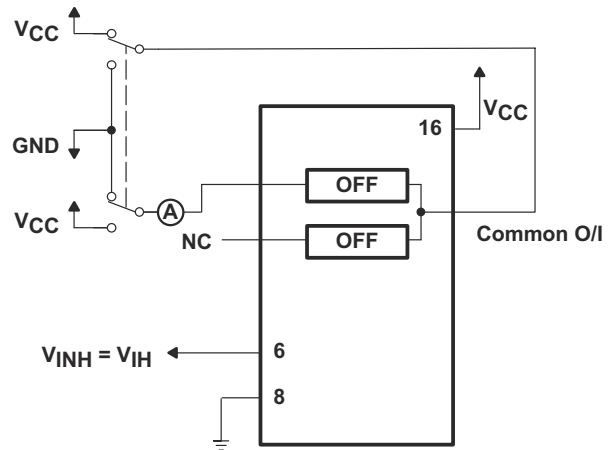 VCC
VCC
16
GND
OFF
A
VCC
NC
OFF
Common O/I
VINH = VIH
6
8